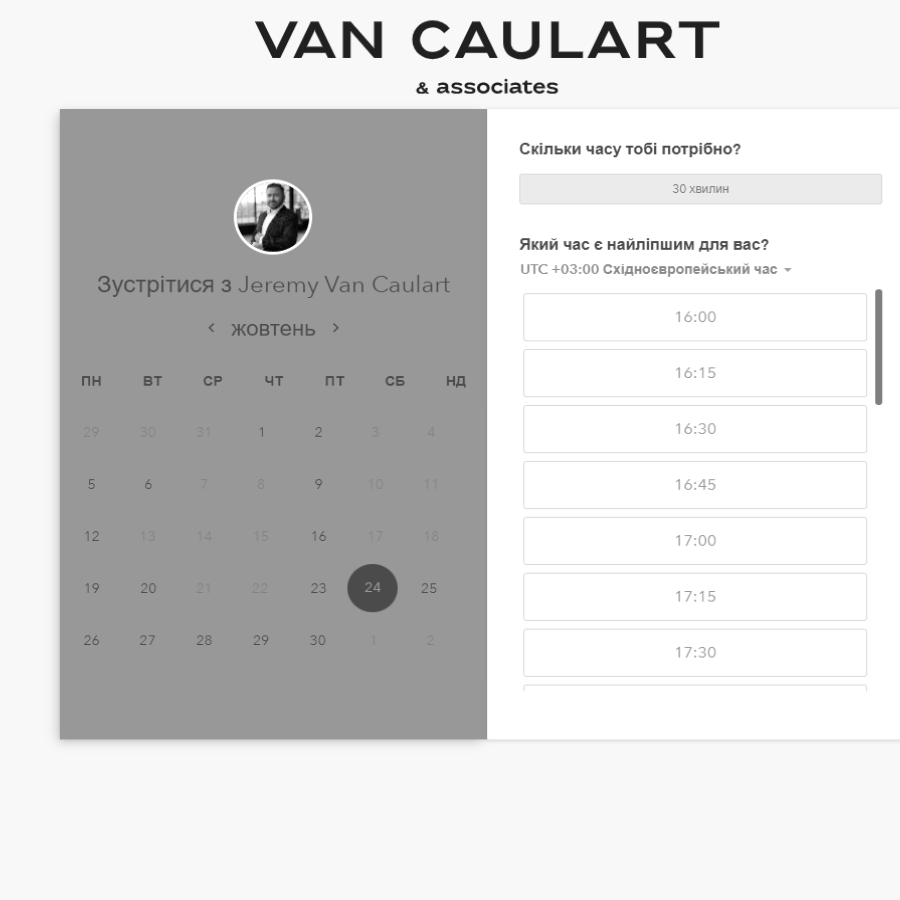 VAN CAULART
& associates
Зустрітися з Jeremy Van Caulart
жовтень
ПН ВТ СР ЧТ ПТ СБ НД
29 30 31 1 2 3 4
5 6 7 8 9 10 11
12 13 14 15 16 17 18
19 20 21 22 23 24 25
26 27 28 29 30 1 2
Скільки часу тобі потрібно?
30 хвилин
Який час є найліпшим для вас?
UTC +03:00 Східноєвропейський час
16:00
16:15
16:30
16:45
17:00
17:15
17:30